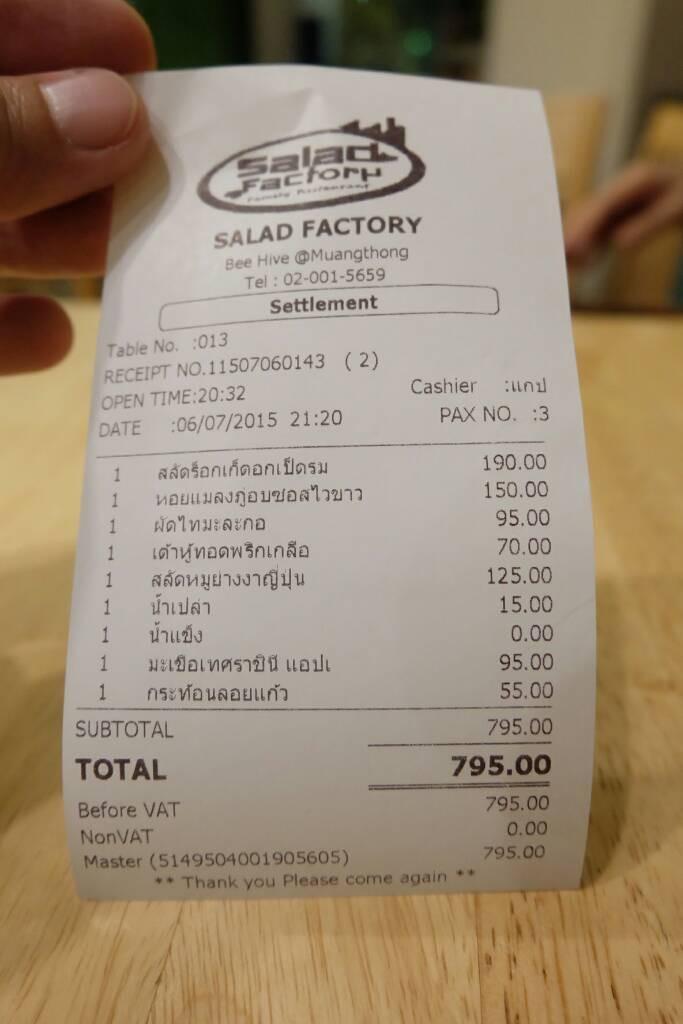 Salad
Factory
Family Restaurant
SALAD FACTORY
Bee Hive @Muangthong
Tel : 02-001-5659
Settlement
Table No. :013
RECEIPT NO.11507060143 ( 2)
OPEN TIME:20:32 Cashier :แกป
DATE :06/07/2015 21:20 PAX NO. :3
1 สลัดร็อกเก็ตอกเป็ดรม 190.00
1 หอยแมลงภู่อบซอสไวขาว 150.00
1 ผัดไทมะละกอ 95.00
1 เต้าหู้ทอดพริกเกลือ 70.00
1 สลัดหมูย่างงาญี่ปุ่น 125.00
1 น้ำเปล่า 15.00
1 น้ำแข็ง 0.00
1 มะเขือเทศราชินี แอปเ 95.00
1 กระท้อนลอยแก้ว 55.00
SUBTOTAL 795.00
TOTAL 795.00
Before VAT 795.00
NonVAT 0.00
Master (5149504001905605) 795.00
** Thank you Please come again **